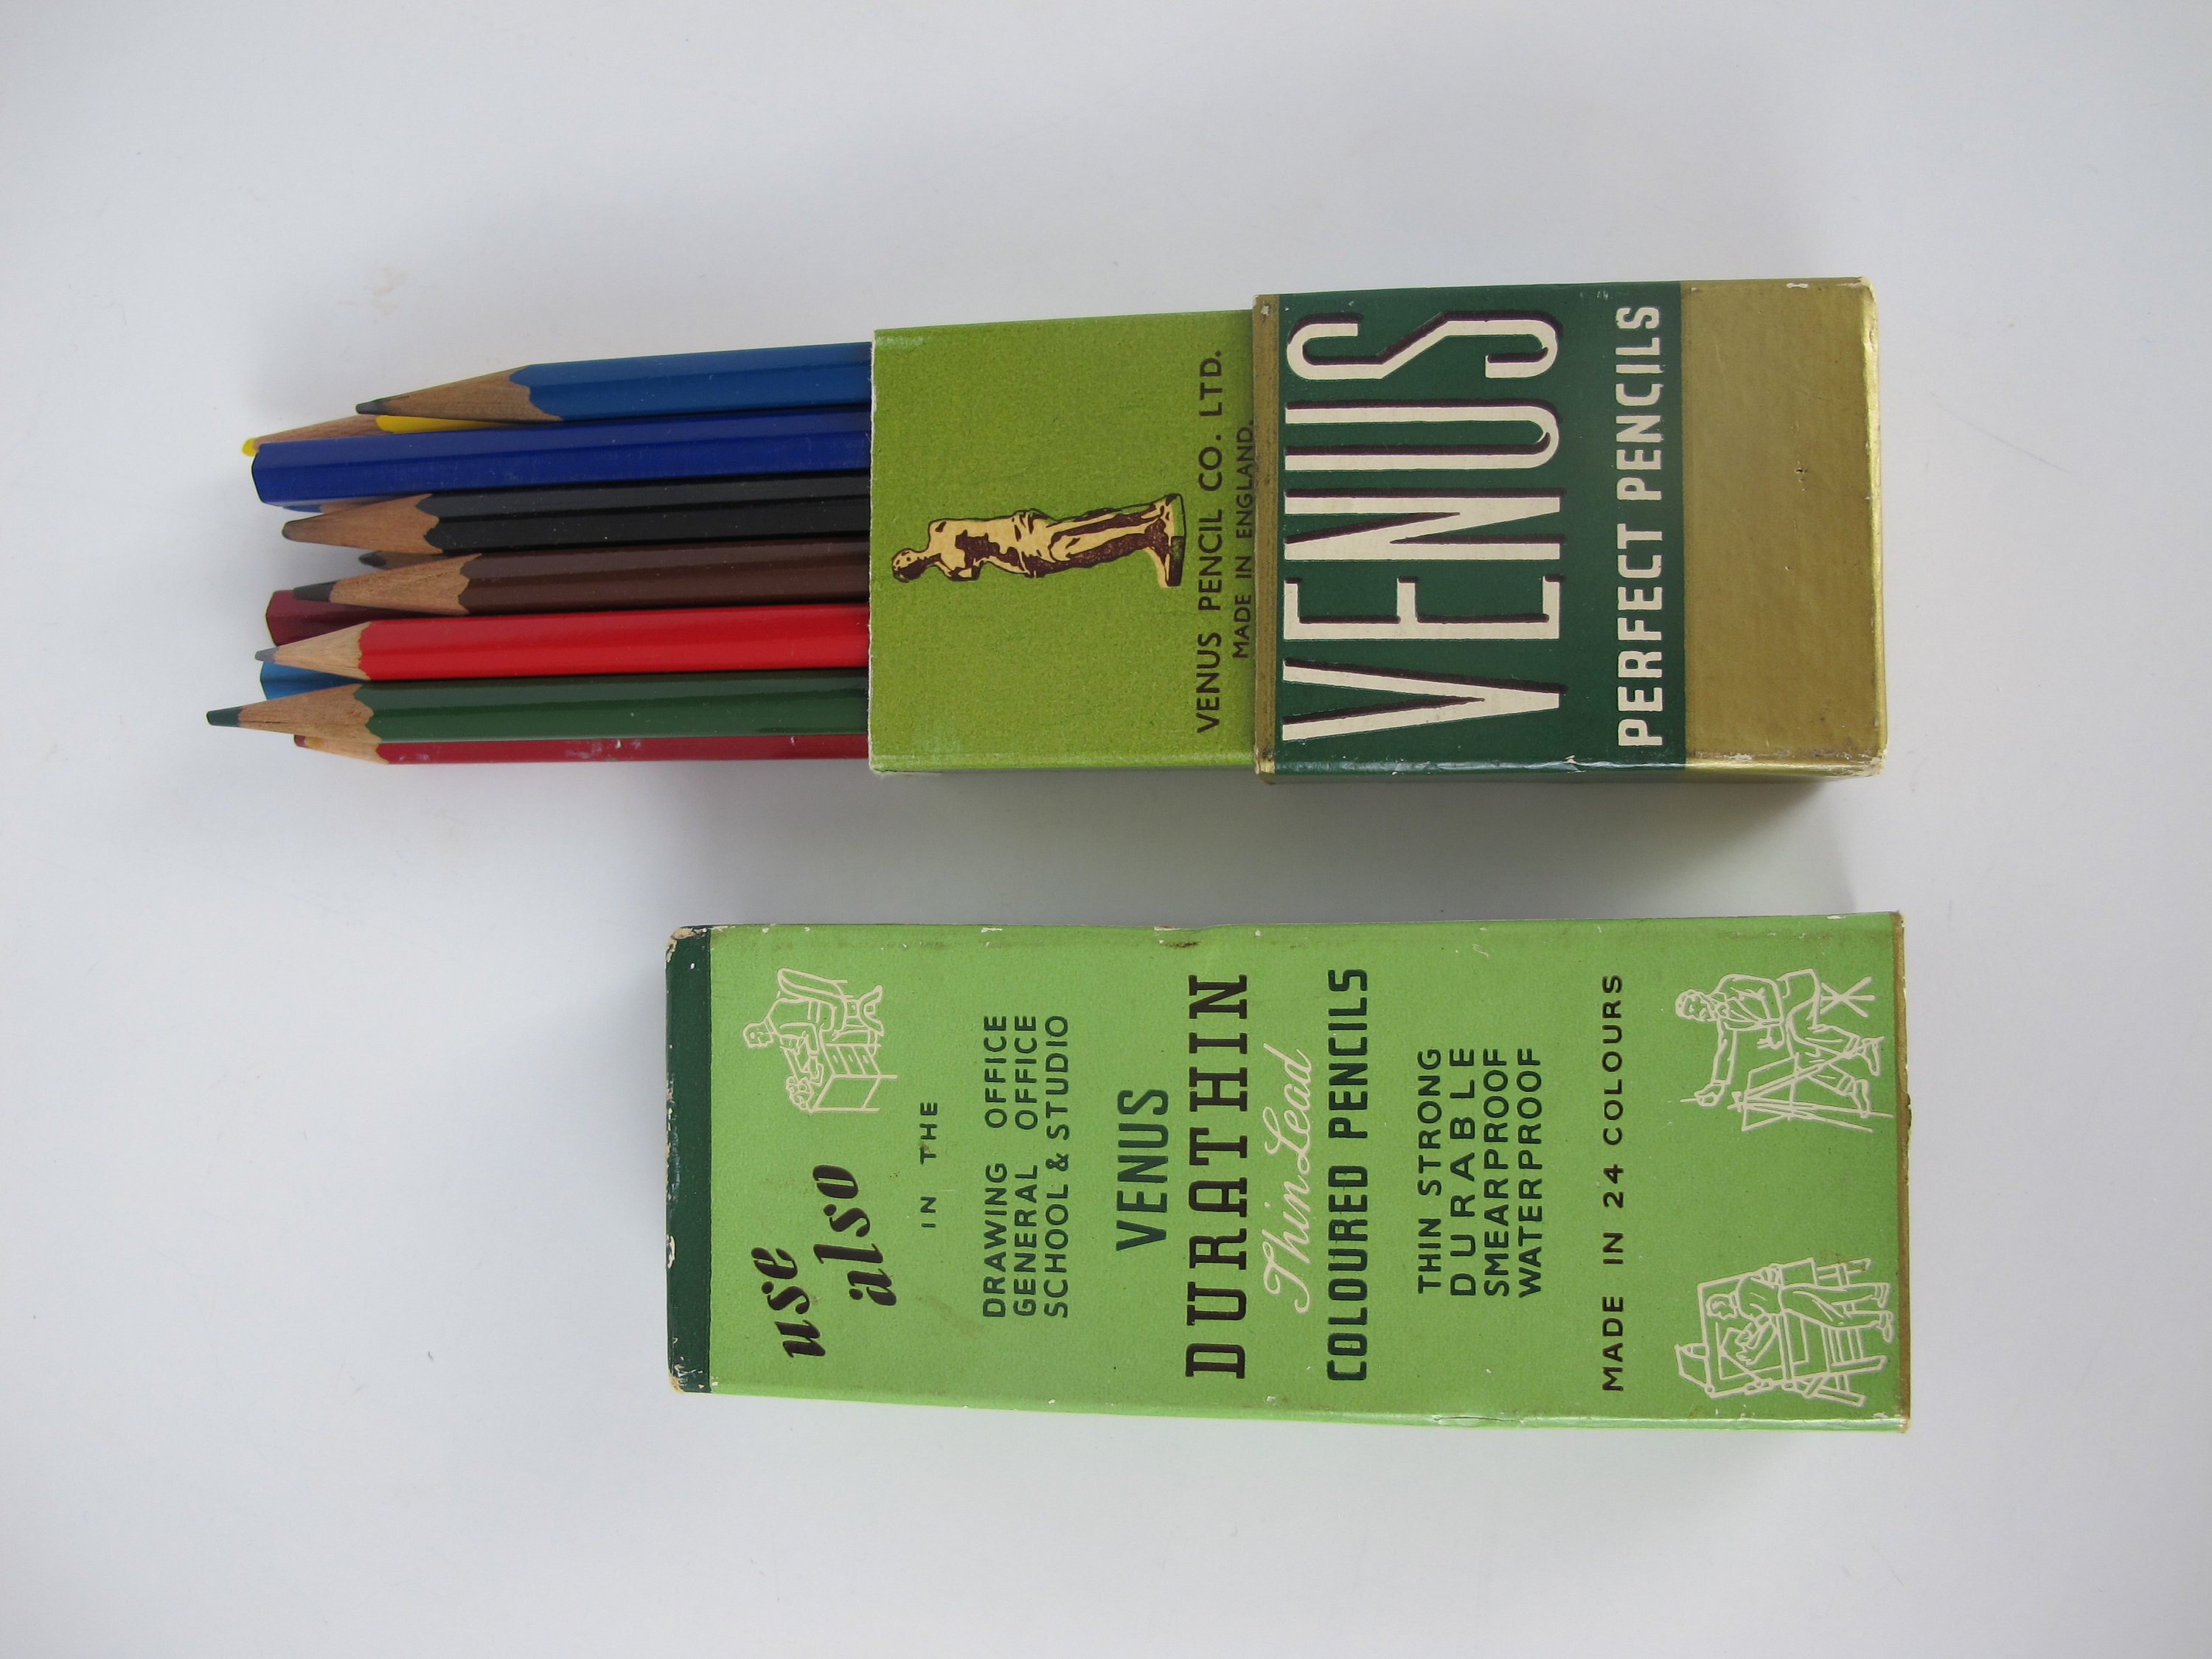 VENUS PENCIL CO. LTD.
MADE IN ENGLAND.
VENUS
PERFECT PENCILS
use
also
IN THE
DRAWING OFFICE
GENERAL OFFICE
SCHOOL & STUDIO
VENUS
DURATHIN
Thin Lead
COLOURED PENCILS
THIN STRONG
DURABLE
SMEARPROOF
WATERPROOF
MADE IN 24 COLOURS